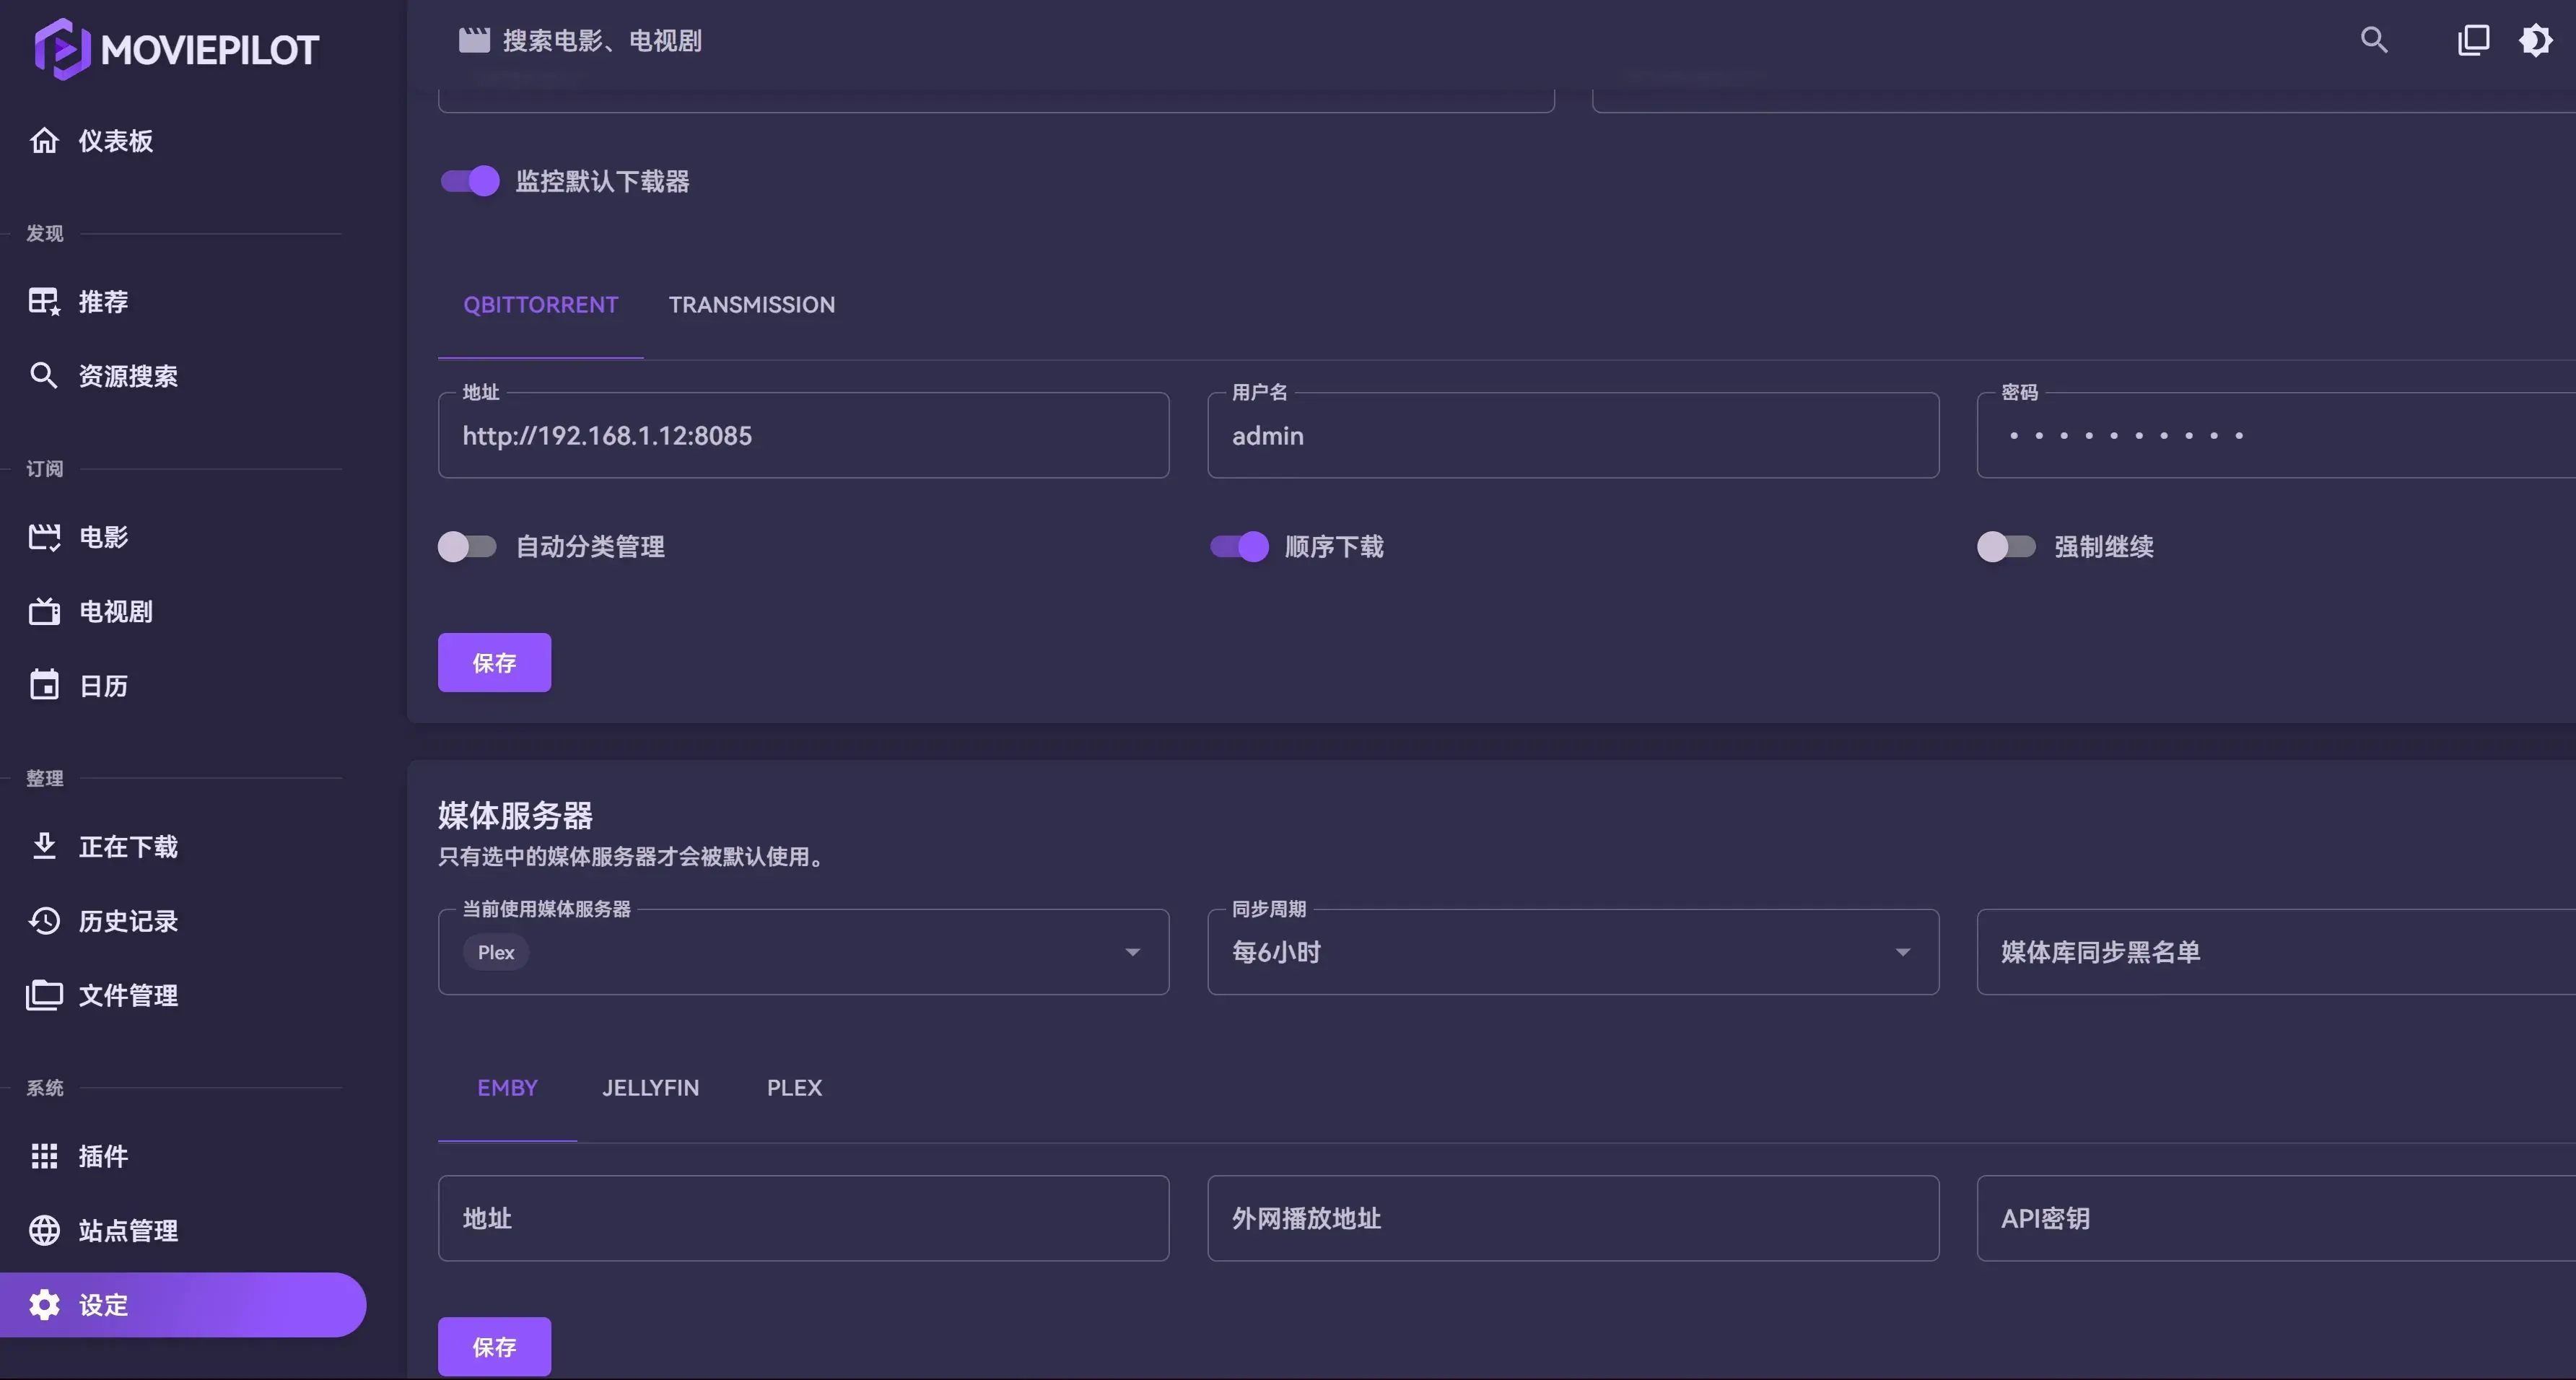 MOVIEPILOT
搜索电影、电视剧
仪表板
发现
推荐
资源搜索
订阅
电影
电视剧
日历
整理
正在下载
历史记录
文件管理
系统
插件
站点管理
设定
监控默认下载器
QBITTORRENT TRANSMISSION
地址 用户名 密码
http://192.168.1.12:8085 admin ••••••••••
自动分类管理 顺序下载 强制继续
保存
媒体服务器
只有选中的媒体服务器才会被默认使用。
当前使用媒体服务器 同步周期
Plex 每6小时 媒体库同步黑名单
EMBY JELLYFIN PLEX
地址 外网播放地址 API密钥
保存